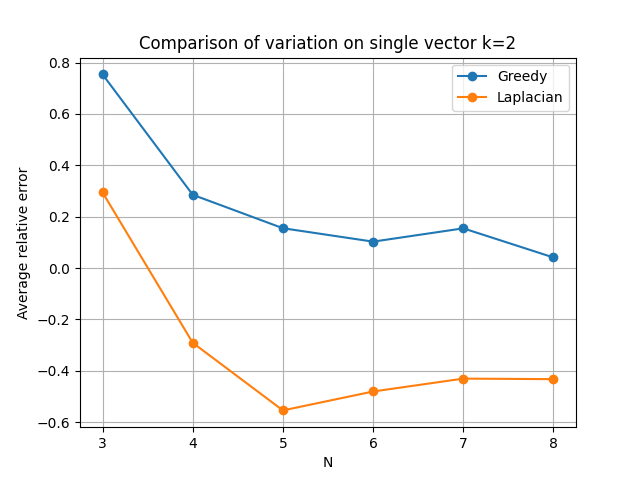 Comparison of variation on single vector k=2
Greedy
Laplacian
Average relative error
0.8
0.6
0.4
0.2
0.0
−0.2
−0.4
−0.6
3 4 5 6 7 8
N